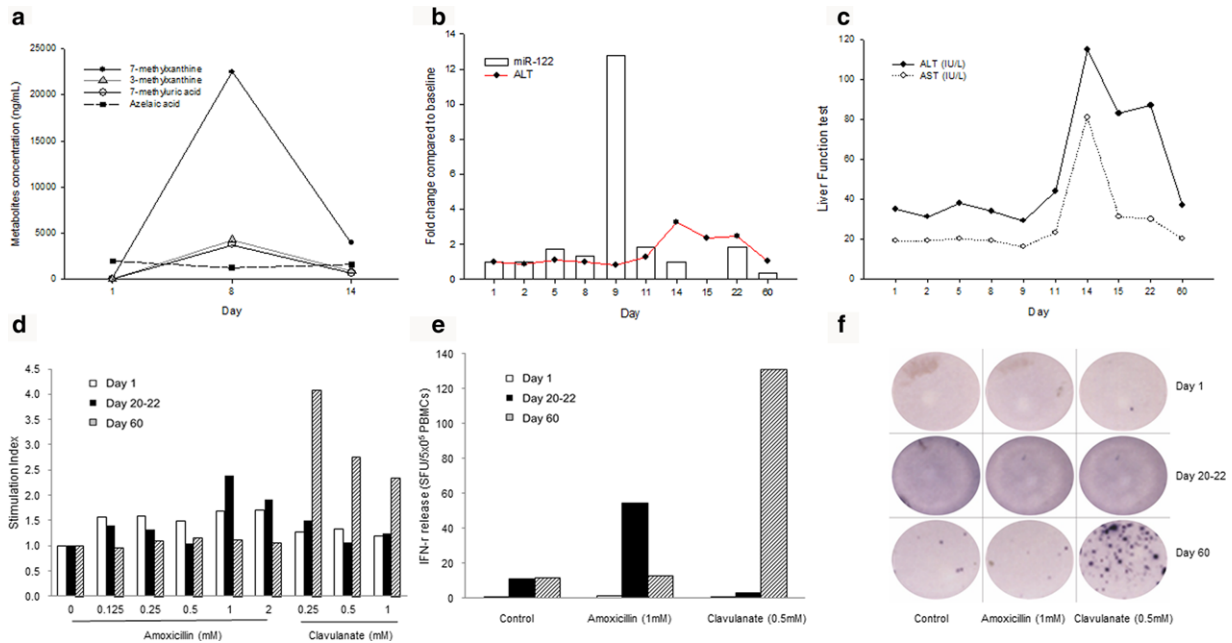 a
25000
20000
15000
10000
5000
0
Metabolites concentration (ng/mL)
7-methylxanthine
3-methylxanthine
7-methyluric acid
Azelaic acid
1 8 14
Day
b
14
12
10
8
6
4
2
0
Fold change compared to baseline
miR-122
ALT
1 2 5 8 9 11 14 15 22 60
Day
c
120
100
80
60
40
20
0
Liver Function test
ALT (IU/L)
AST (IU/L)
1 2 5 8 9 11 14 15 22 60
Day
d
4.5
4.0
3.5
3.0
2.5
2.0
1.5
1.0
0.5
0.0
Stimulation Index
Day 1
Day 20-22
Day 60
0 0.125 0.25 0.5 1 2 0.25 0.5 1
Amoxicillin (mM) Clavulanate (mM)
e
140
120
100
80
60
40
20
0
IFN-r release (SFU/5x0⁵ PBMCs)
Day 1
Day 20-22
Day 60
Control Amoxicillin (1mM) Clavulanate (0.5mM)
f
Day 1
Day 20-22
Day 60
Control Amoxicillin (1mM) Clavulanate (0.5mM)